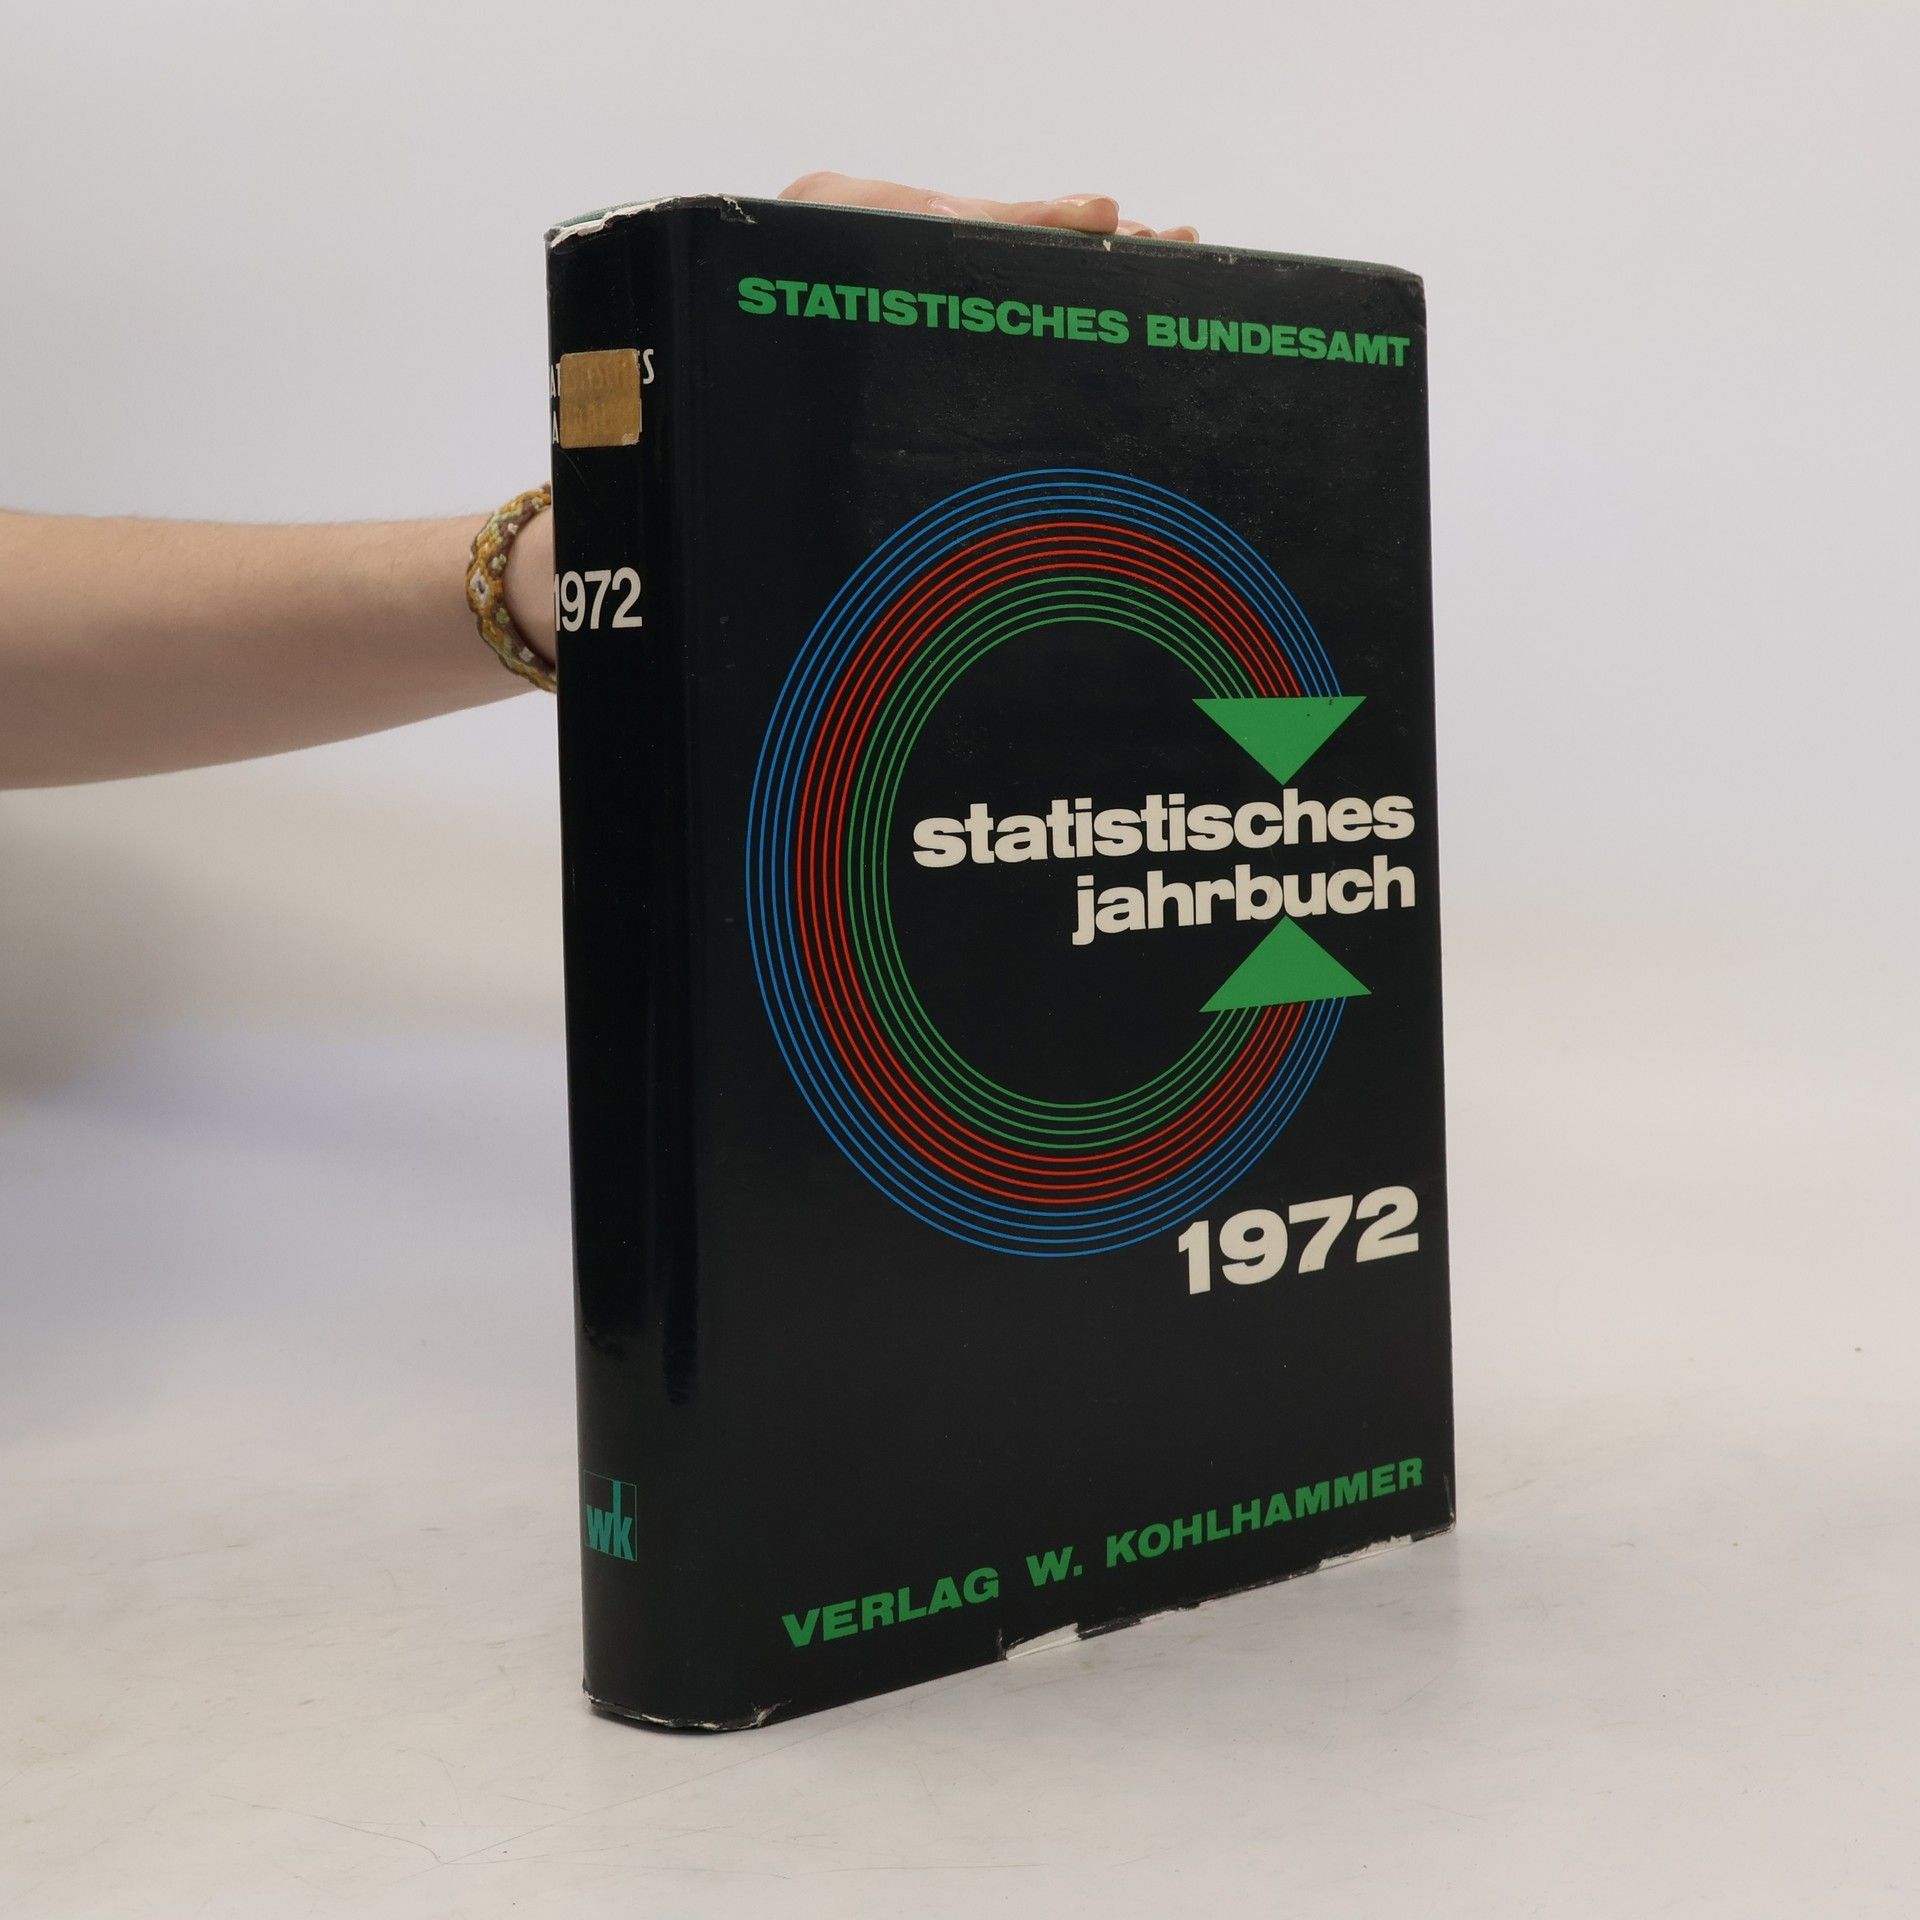 STATISTISCHES BUNDESAMT
statistisches
jahrbuch
1972
VERLAG W. KOHLHAMMER
1972
wk